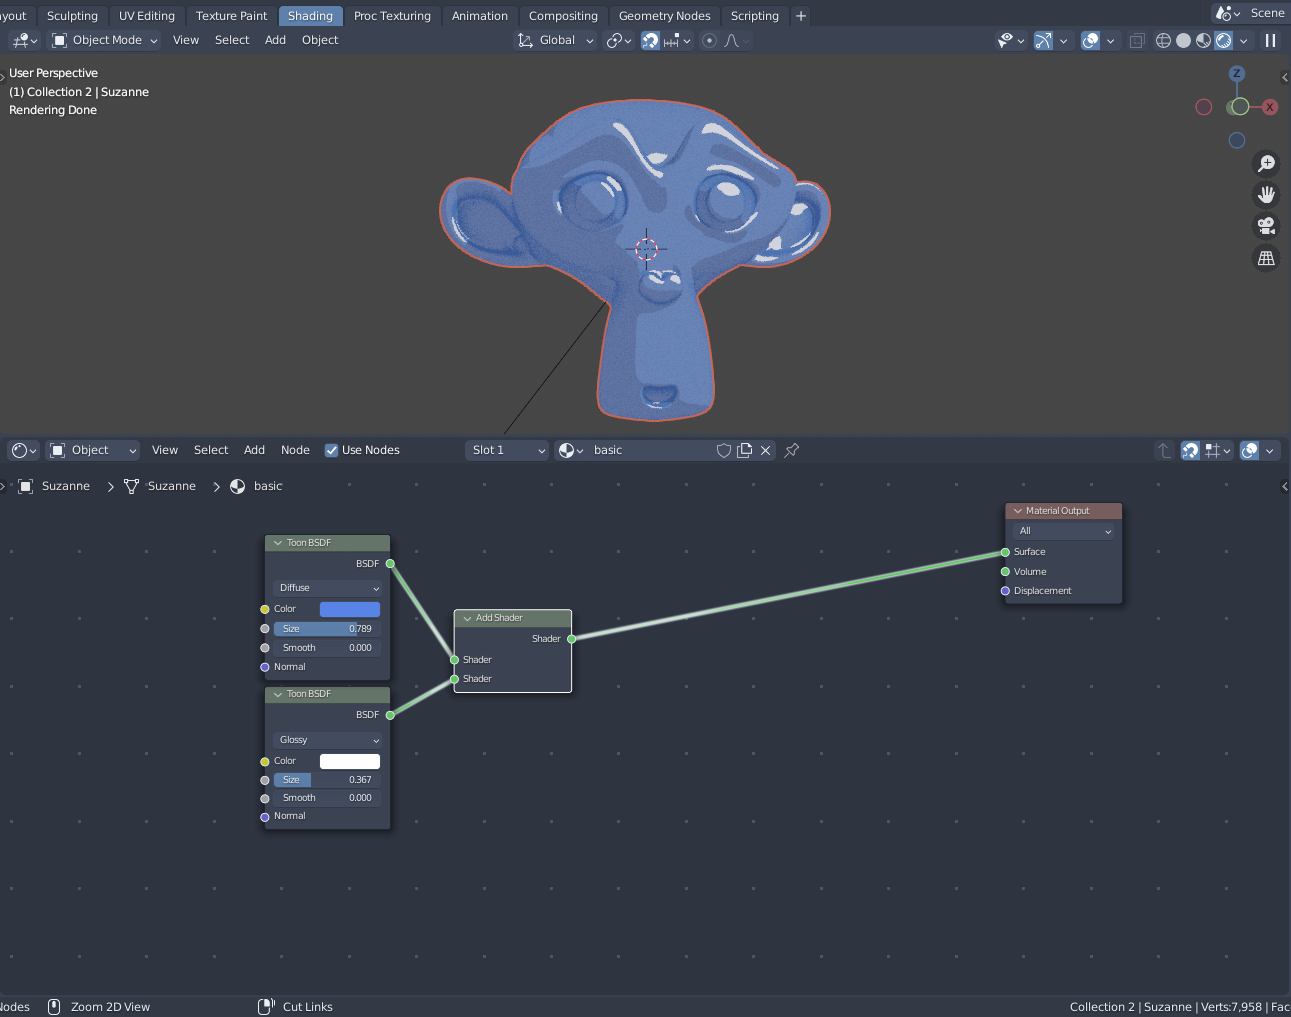 Sculpting UV Editing Texture Paint Shading Proc Texturing Animation Compositing Geometry Nodes Scripting + Scene
Object Mode View Select Add Object Global
User Perspective
(1) Collection 2 | Suzanne
Rendering Done
Z
X
Object View Select Add Node Use Nodes Slot 1 basic
Suzanne > Suzanne > basic
Material Output
All
Surface
Volume
Displacement
Toon BSDF
BSDF
Diffuse
Color
Size 0.789
Smooth 0.000
Normal
Add Shader
Shader
Shader
Shader
Toon BSDF
BSDF
Glossy
Color
Size 0.367
Smooth 0.000
Normal
Zoom 2D View Cut Links Collection 2 | Suzanne | Verts:7,958 |